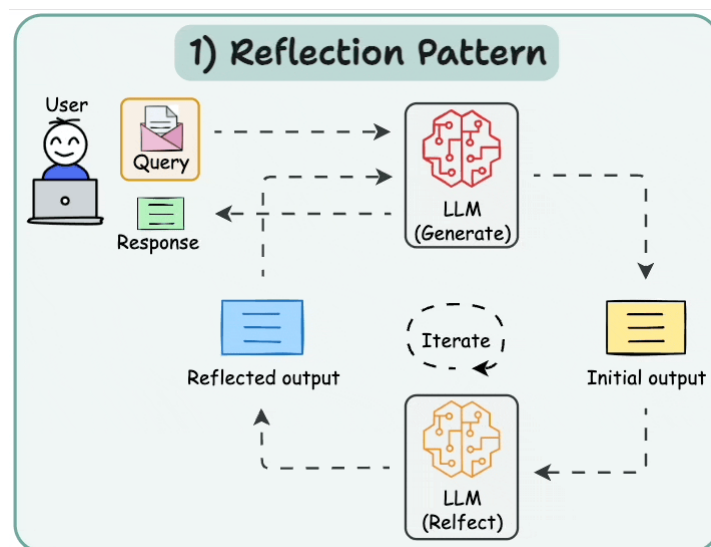 1) Reflection Pattern
User
Query
Response
LLM
(Generate)
Reflected output
Iterate
Initial output
LLM
(Relfect)